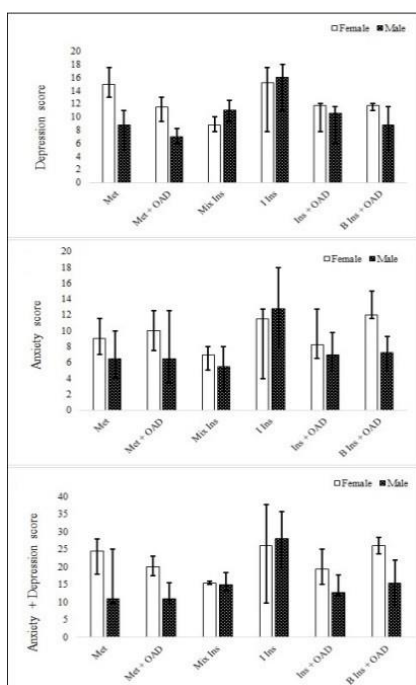 Female Male
Depression score
20
18
16
14
12
10
8
6
4
2
0
Met
Met + OAD
Mix Ins
I Ins
Ins + OAD
B Ins + OAD
Female Male
Anxiety score
20
18
16
14
12
10
8
6
4
2
0
Met
Met + OAD
Mix Ins
I Ins
Ins + OAD
B Ins + OAD
Female Male
Anxiety + Depression score
40
35
30
25
20
15
10
5
0
Met
Met + OAD
Mix Ins
I Ins
Ins + OAD
B Ins + OAD